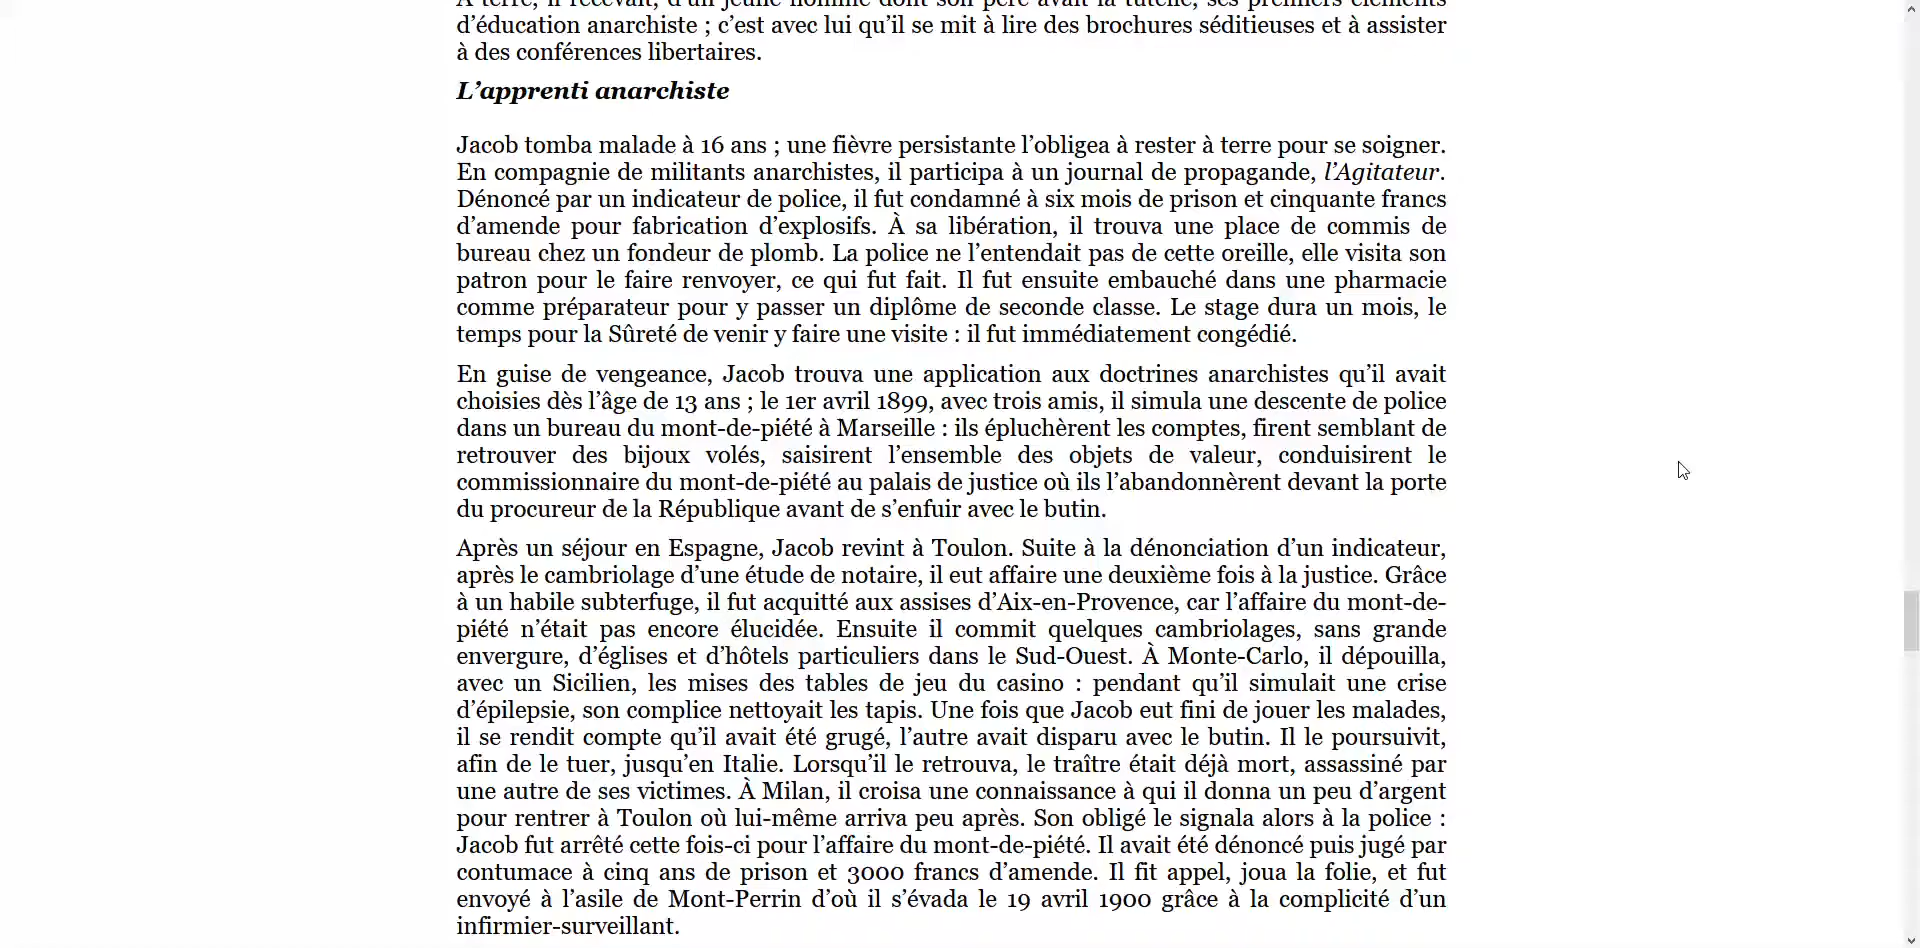 À terre, il recevait, d’un jeune homme dont son père avait la tutelle, ses premiers éléments
d’éducation anarchiste ; c’est avec lui qu’il se mit à lire des brochures séditieuses et à assister
à des conférences libertaires.
L’apprenti anarchiste
Jacob tomba malade à 16 ans ; une fièvre persistante l’obligea à rester à terre pour se soigner.
En compagnie de militants anarchistes, il participa à un journal de propagande, l’Agitateur.
Dénoncé par un indicateur de police, il fut condamné à six mois de prison et cinquante francs
d’amende pour fabrication d’explosifs. À sa libération, il trouva une place de commis de
bureau chez un fondeur de plomb. La police ne l’entendait pas de cette oreille, elle visita son
patron pour le faire renvoyer, ce qui fut fait. Il fut ensuite embauché dans une pharmacie
comme préparateur pour y passer un diplôme de seconde classe. Le stage dura un mois, le
temps pour la Sûreté de venir y faire une visite : il fut immédiatement congédié.
En guise de vengeance, Jacob trouva une application aux doctrines anarchistes qu’il avait
choisies dès l’âge de 13 ans ; le 1er avril 1899, avec trois amis, il simula une descente de police
dans un bureau du mont-de-piété à Marseille : ils épluchèrent les comptes, firent semblant de
retrouver des bijoux volés, saisirent l’ensemble des objets de valeur, conduisirent le
commissionnaire du mont-de-piété au palais de justice où ils l’abandonnèrent devant la porte
du procureur de la République avant de s’enfuir avec le butin.
Après un séjour en Espagne, Jacob revint à Toulon. Suite à la dénonciation d’un indicateur,
après le cambriolage d’une étude de notaire, il eut affaire une deuxième fois à la justice. Grâce
à un habile subterfuge, il fut acquitté aux assises d’Aix-en-Provence, car l’affaire du mont-de-
piété n’était pas encore élucidée. Ensuite il commit quelques cambriolages, sans grande
envergure, d’églises et d’hôtels particuliers dans le Sud-Ouest. À Monte-Carlo, il dépouilla,
avec un Sicilien, les mises des tables de jeu du casino : pendant qu’il simulait une crise
d’épilepsie, son complice nettoyait les tapis. Une fois que Jacob eut fini de jouer les malades,
il se rendit compte qu’il avait été grugé, l’autre avait disparu avec le butin. Il le poursuivit,
afin de le tuer, jusqu’en Italie. Lorsqu’il le retrouva, le traître était déjà mort, assassiné par
une autre de ses victimes. À Milan, il croisa une connaissance à qui il donna un peu d’argent
pour rentrer à Toulon où lui-même arriva peu après. Son obligé le signala alors à la police :
Jacob fut arrêté cette fois-ci pour l’affaire du mont-de-piété. Il avait été dénoncé puis jugé par
contumace à cinq ans de prison et 3000 francs d’amende. Il fit appel, joua la folie, et fut
envoyé à l’asile de Mont-Perrin d’où il s’évada le 19 avril 1900 grâce à la complicité d’un
infirmier-surveillant.